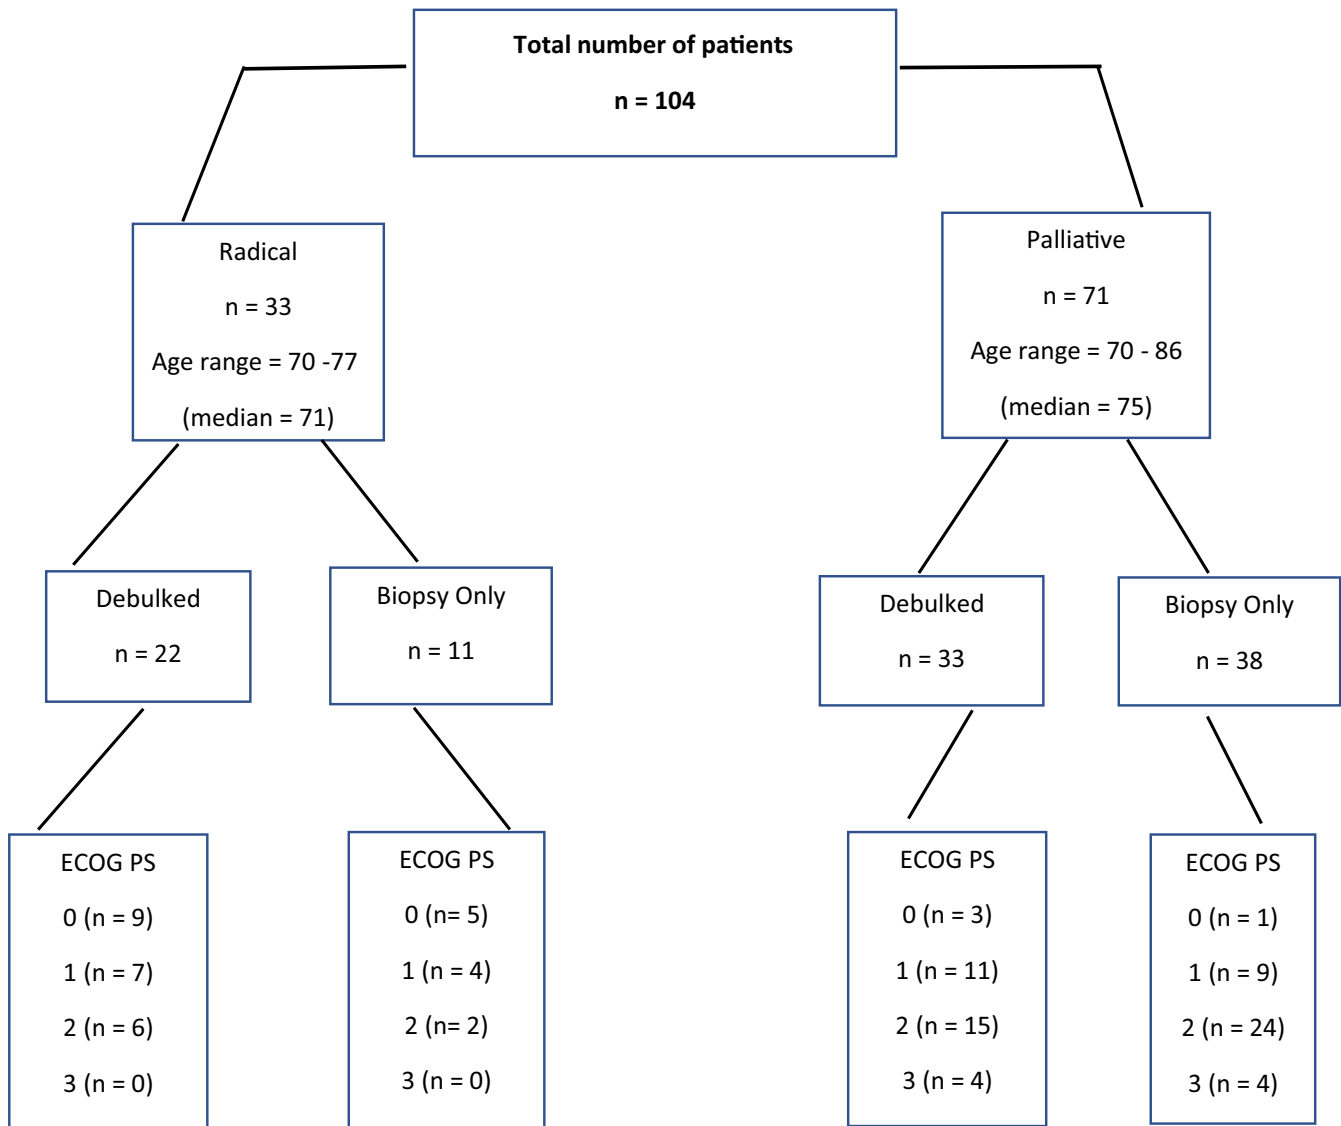 Total number of patients
n = 104
Radical
n = 33
Age range = 70 -77
(median = 71)
Palliative
n = 71
Age range = 70 - 86
(median = 75)
Debulked
n = 22
Biopsy Only
n = 11
Debulked
n = 33
Biopsy Only
n = 38
ECOG PS
0 (n = 9)
1 (n = 7)
2 (n = 6)
3 (n = 0)
ECOG PS
0 (n= 5)
1 (n = 4)
2 (n= 2)
3 (n = 0)
ECOG PS
0 (n = 3)
1 (n = 11)
2 (n = 15)
3 (n = 4)
ECOG PS
0 (n = 1)
1 (n = 9)
2 (n = 24)
3 (n = 4)